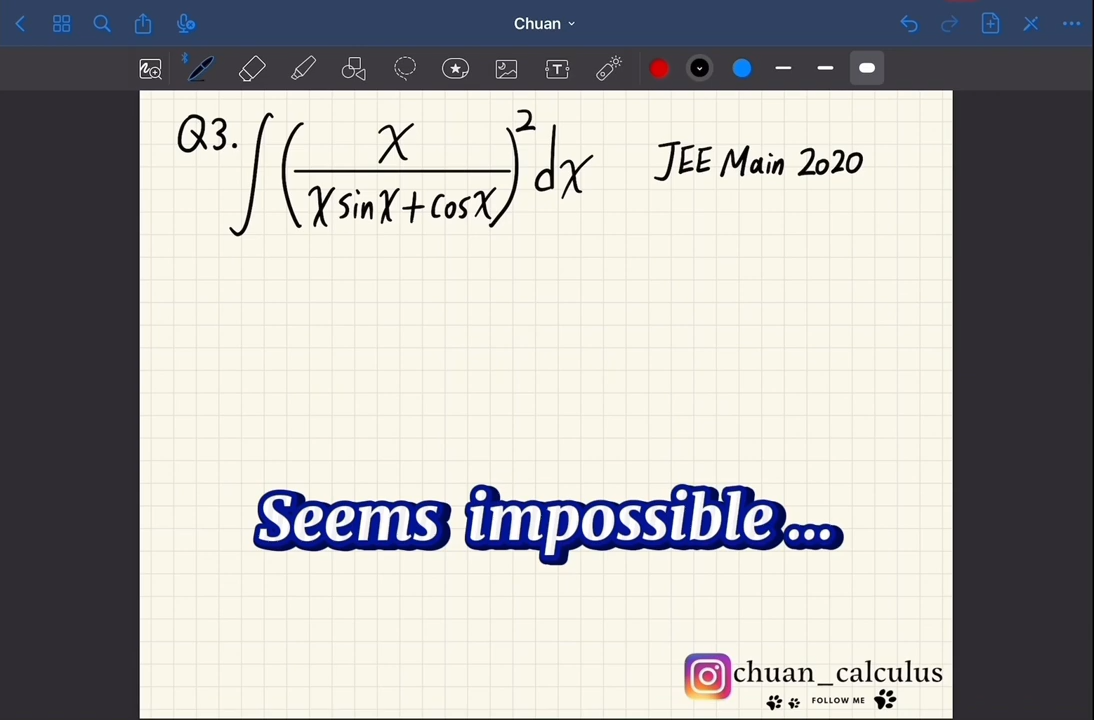 Chuan
Q3. ∫ (x / (x sin x + cos x))² dx JEE Main 2020
Seems impossible...
chuan_calculus
FOLLOW ME